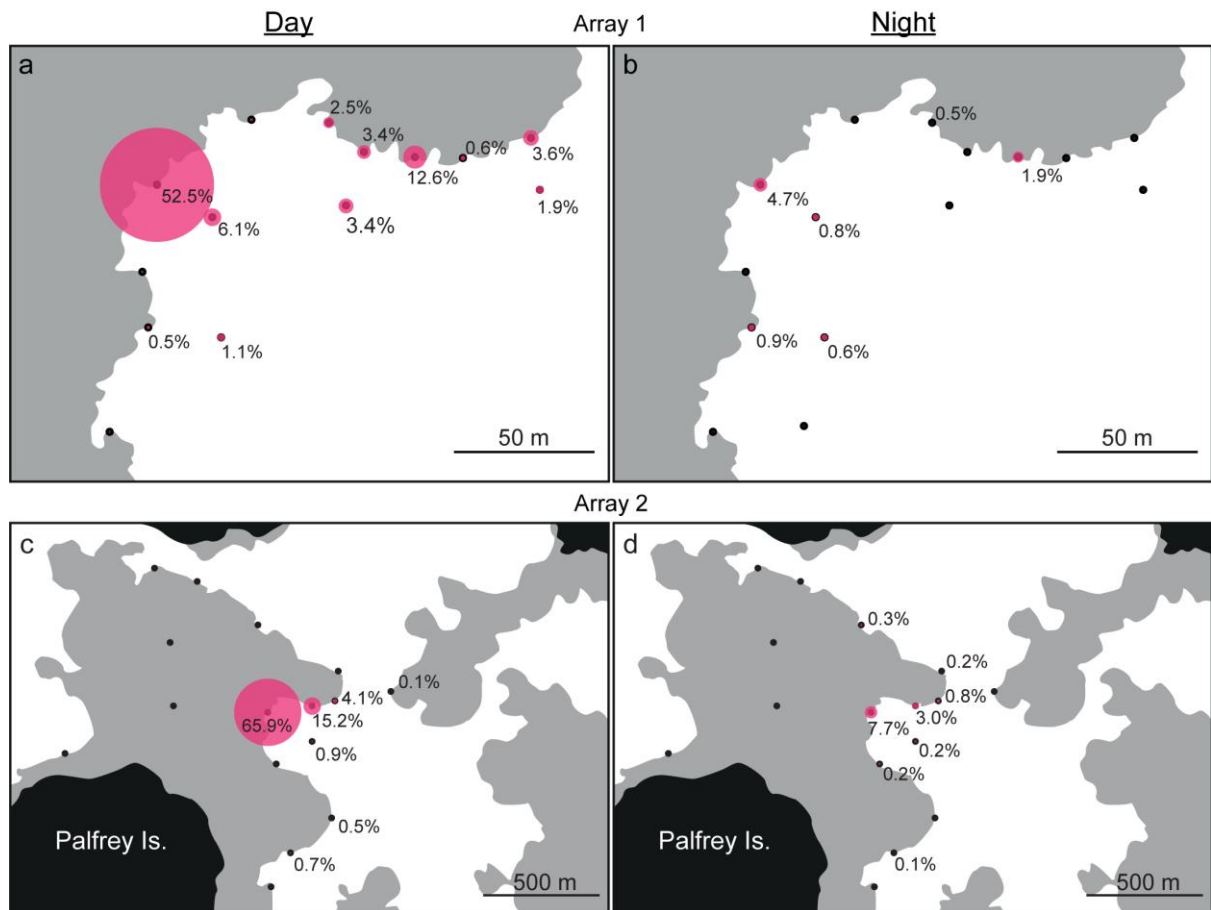 Day
Array 1
Night
a
2.5%
3.4%
0.6%
3.6%
12.6%
52.5%
1.9%
6.1%
3.4%
0.5%
1.1%
50 m
b
0.5%
1.9%
4.7%
0.8%
0.9%
0.6%
50 m
Array 2
c
0.1%
4.1%
65.9%
15.2%
0.9%
0.5%
Palfrey Is.
0.7%
500 m
d
0.3%
0.2%
0.8%
7.7%
3.0%
0.2%
0.2%
Palfrey Is.
0.1%
500 m